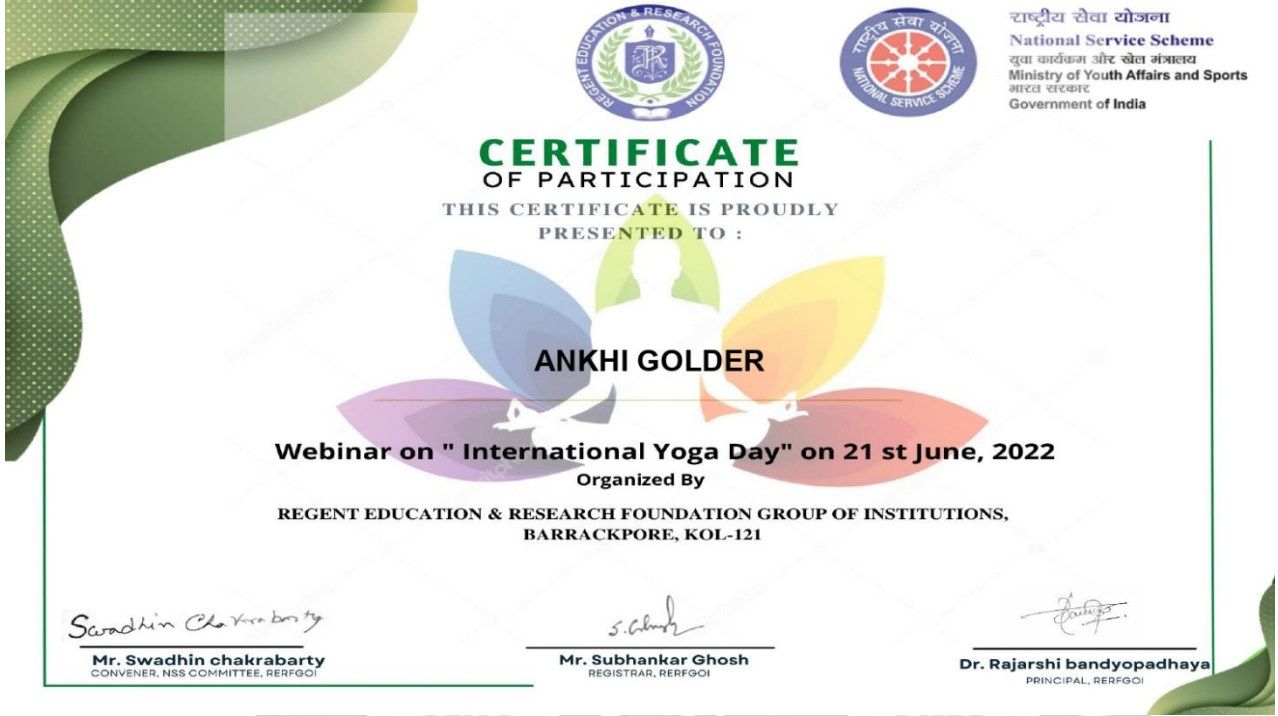 REGENT EDUCATION & RESEARCH FOUNDATION
राष्ट्रीय सेवा योजना
NATIONAL SERVICE SCHEME
राष्ट्रीय सेवा योजना
National Service Scheme
युवा कार्यक्रम और खेल मंत्रालय
Ministry of Youth Affairs and Sports
भारत सरकार
Government of India
CERTIFICATE
OF PARTICIPATION
THIS CERTIFICATE IS PROUDLY
PRESENTED TO :
ANKHI GOLDER
Webinar on " International Yoga Day" on 21 st June, 2022
Organized By
REGENT EDUCATION & RESEARCH FOUNDATION GROUP OF INSTITUTIONS,
BARRACKPORE, KOL-121
Swadhin Chakraborty
S. Ghosh
Mr. Swadhin chakrabarty
CONVENER, NSS COMMITTEE, RERFGOI
Mr. Subhankar Ghosh
REGISTRAR, RERFGOI
Dr. Rajarshi bandyopadhaya
PRINCIPAL, RERFGOI